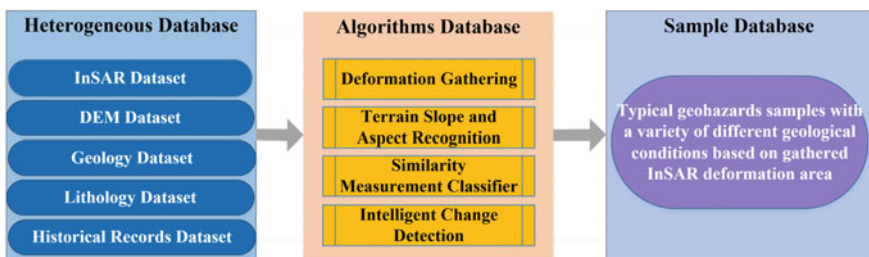 Heterogeneous Database
InSAR Dataset
DEM Dataset
Geology Dataset
Lithology Dataset
Historical Records Dataset
Algorithms Database
Deformation Gathering
Terrain Slope and
Aspect Recognition
Similarity
Measurement Classifier
Intelligent Change
Detection
Sample Database
Typical geohazards samples with
a variety of different geological
conditions based on gathered
InSAR deformation area